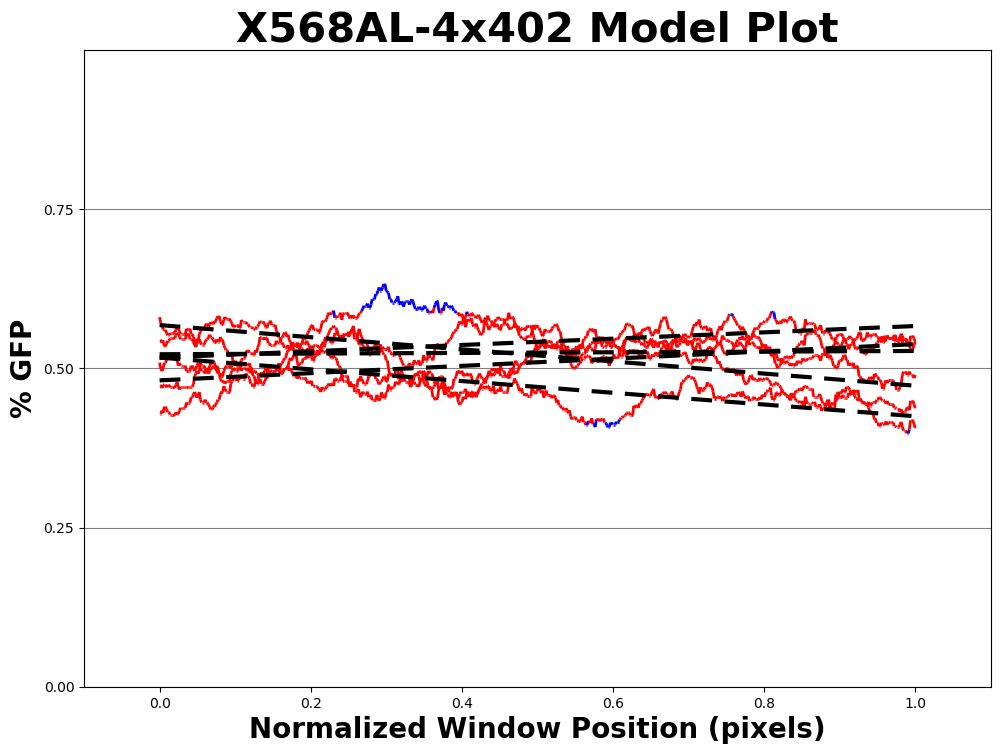 X568AL-4x402 Model Plot
% GFP
0.75
0.50
0.25
0.00
0.0 0.2 0.4 0.6 0.8 1.0
Normalized Window Position (pixels)